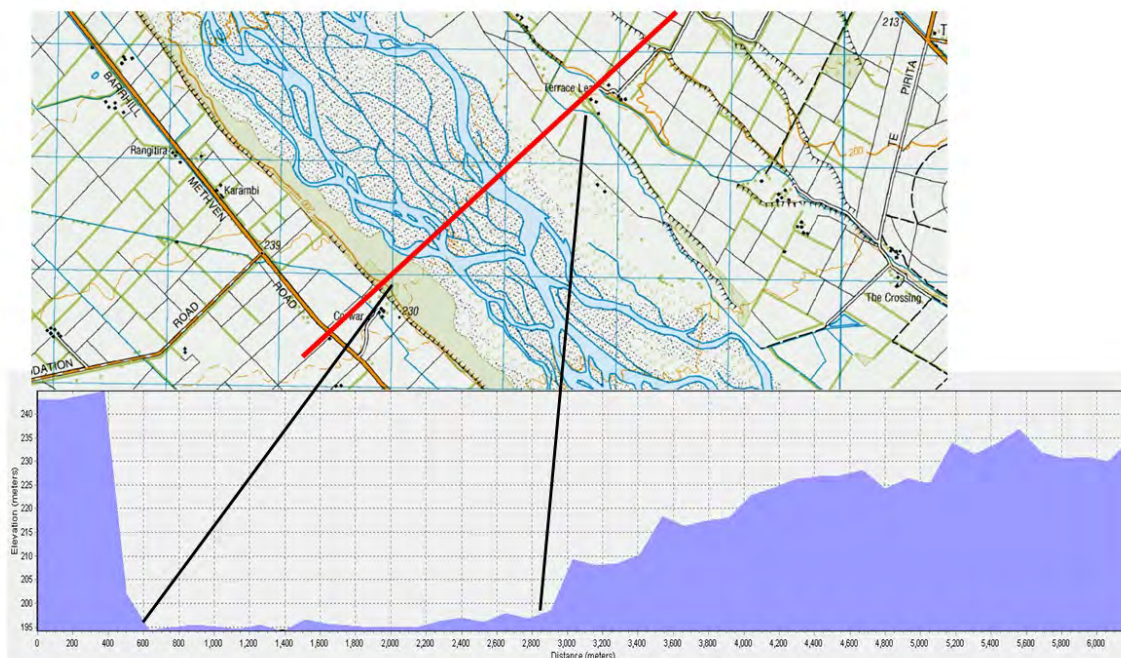 213
T
BARRHILL
Terrace Lea
PIRITA
Rangitira
200
TE
METHVEN
Karambi
239
ROAD
The Crossing
ROAD
230
DATION
240
235
230
225
220
215
210
205
200
195
Elevation (meters)
0 200 400 600 800 1,000 1,200 1,400 1,600 1,800 2,000 2,200 2,400 2,600 2,800 3,000 3,200 3,400 3,600 3,800 4,000 4,200 4,400 4,600 4,800 5,000 5,200 5,400 5,600 5,800 6,000
Distance (meters)